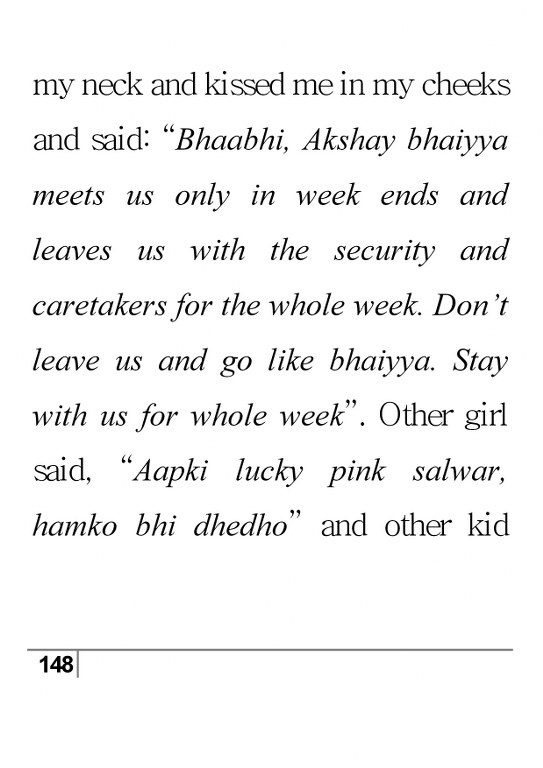 my neck and kissed me in my cheeks
and said: “Bhaabhi, Akshay bhaiyya
meets us only in week ends and
leaves us with the security and
caretakers for the whole week. Don’t
leave us and go like bhaiyya. Stay
with us for whole week”. Other girl
said, “Aapki lucky pink salwar,
hamko bhi dhedho” and other kid
148